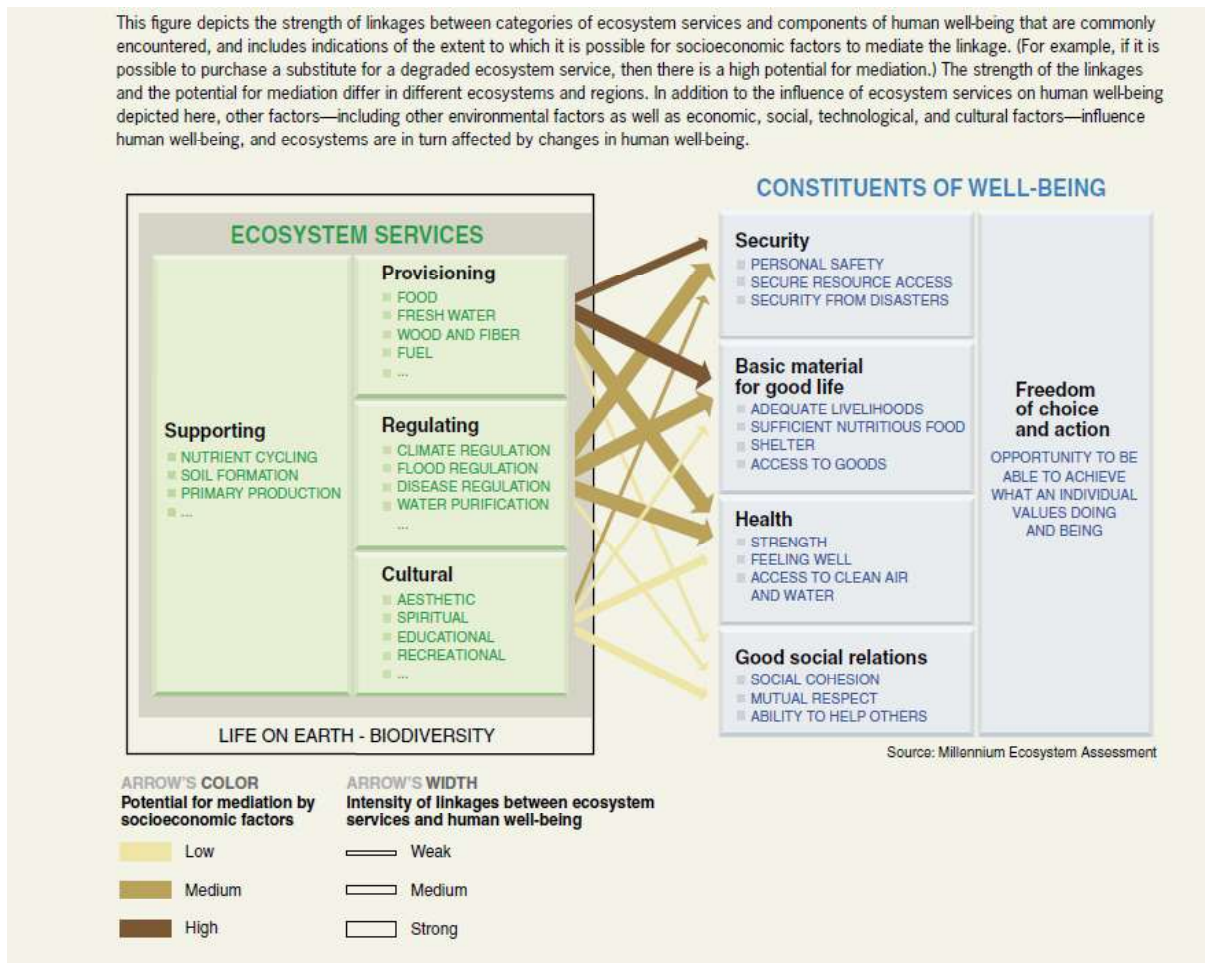 This figure depicts the strength of linkages between categories of ecosystem services and components of human well-being that are commonly
encountered, and includes indications of the extent to which it is possible for socioeconomic factors to mediate the linkage. (For example, if it is
possible to purchase a substitute for a degraded ecosystem service, then there is a high potential for mediation.) The strength of the linkages
and the potential for mediation differ in different ecosystems and regions. In addition to the influence of ecosystem services on human well-being
depicted here, other factors—including other environmental factors as well as economic, social, technological, and cultural factors—influence
human well-being, and ecosystems are in turn affected by changes in human well-being.
ECOSYSTEM SERVICES
Supporting
NUTRIENT CYCLING
SOIL FORMATION
PRIMARY PRODUCTION
...
Provisioning
FOOD
FRESH WATER
WOOD AND FIBER
FUEL
...
Regulating
CLIMATE REGULATION
FLOOD REGULATION
DISEASE REGULATION
WATER PURIFICATION
...
Cultural
AESTHETIC
SPIRITUAL
EDUCATIONAL
RECREATIONAL
...
LIFE ON EARTH - BIODIVERSITY
CONSTITUENTS OF WELL-BEING
Security
PERSONAL SAFETY
SECURE RESOURCE ACCESS
SECURITY FROM DISASTERS
Basic material
for good life
ADEQUATE LIVELIHOODS
SUFFICIENT NUTRITIOUS FOOD
SHELTER
ACCESS TO GOODS
Health
STRENGTH
FEELING WELL
ACCESS TO CLEAN AIR
AND WATER
Good social relations
SOCIAL COHESION
MUTUAL RESPECT
ABILITY TO HELP OTHERS
Freedom
of choice
and action
OPPORTUNITY TO BE
ABLE TO ACHIEVE
WHAT AN INDIVIDUAL
VALUES DOING
AND BEING
Source: Millennium Ecosystem Assessment
ARROW'S COLOR
Potential for mediation by
socioeconomic factors
Low
Medium
High
ARROW'S WIDTH
Intensity of linkages between ecosystem
services and human well-being
Weak
Medium
Strong